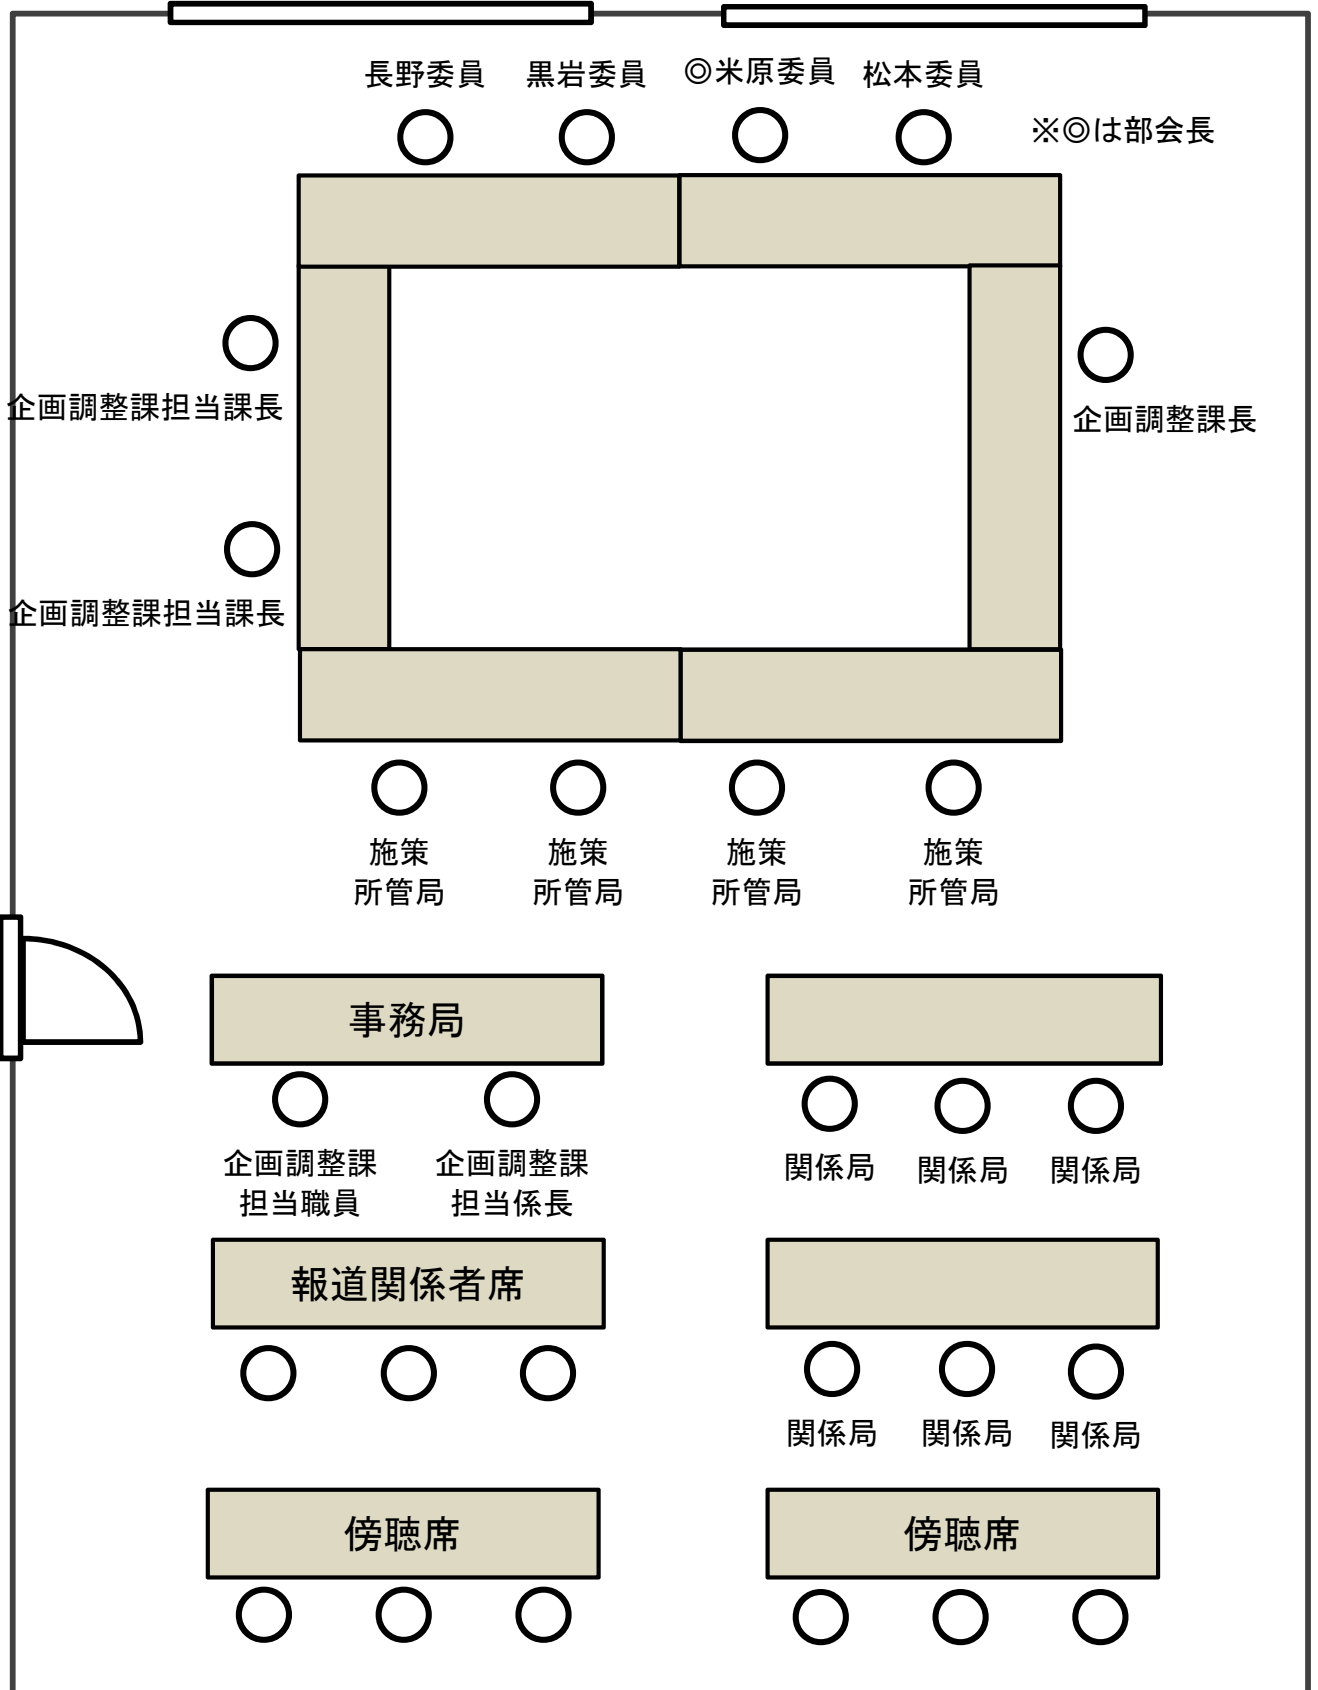 長野委員
黒岩委員
◎米原委員
松本委員
※◎は部会長
企画調整課担当課長
企画調整課長
企画調整課担当課長
施策
所管局
施策
所管局
施策
所管局
施策
所管局
事務局
企画調整課
担当職員
企画調整課
担当係長
関係局
関係局
関係局
報道関係者席
関係局
関係局
関係局
傍聴席
傍聴席